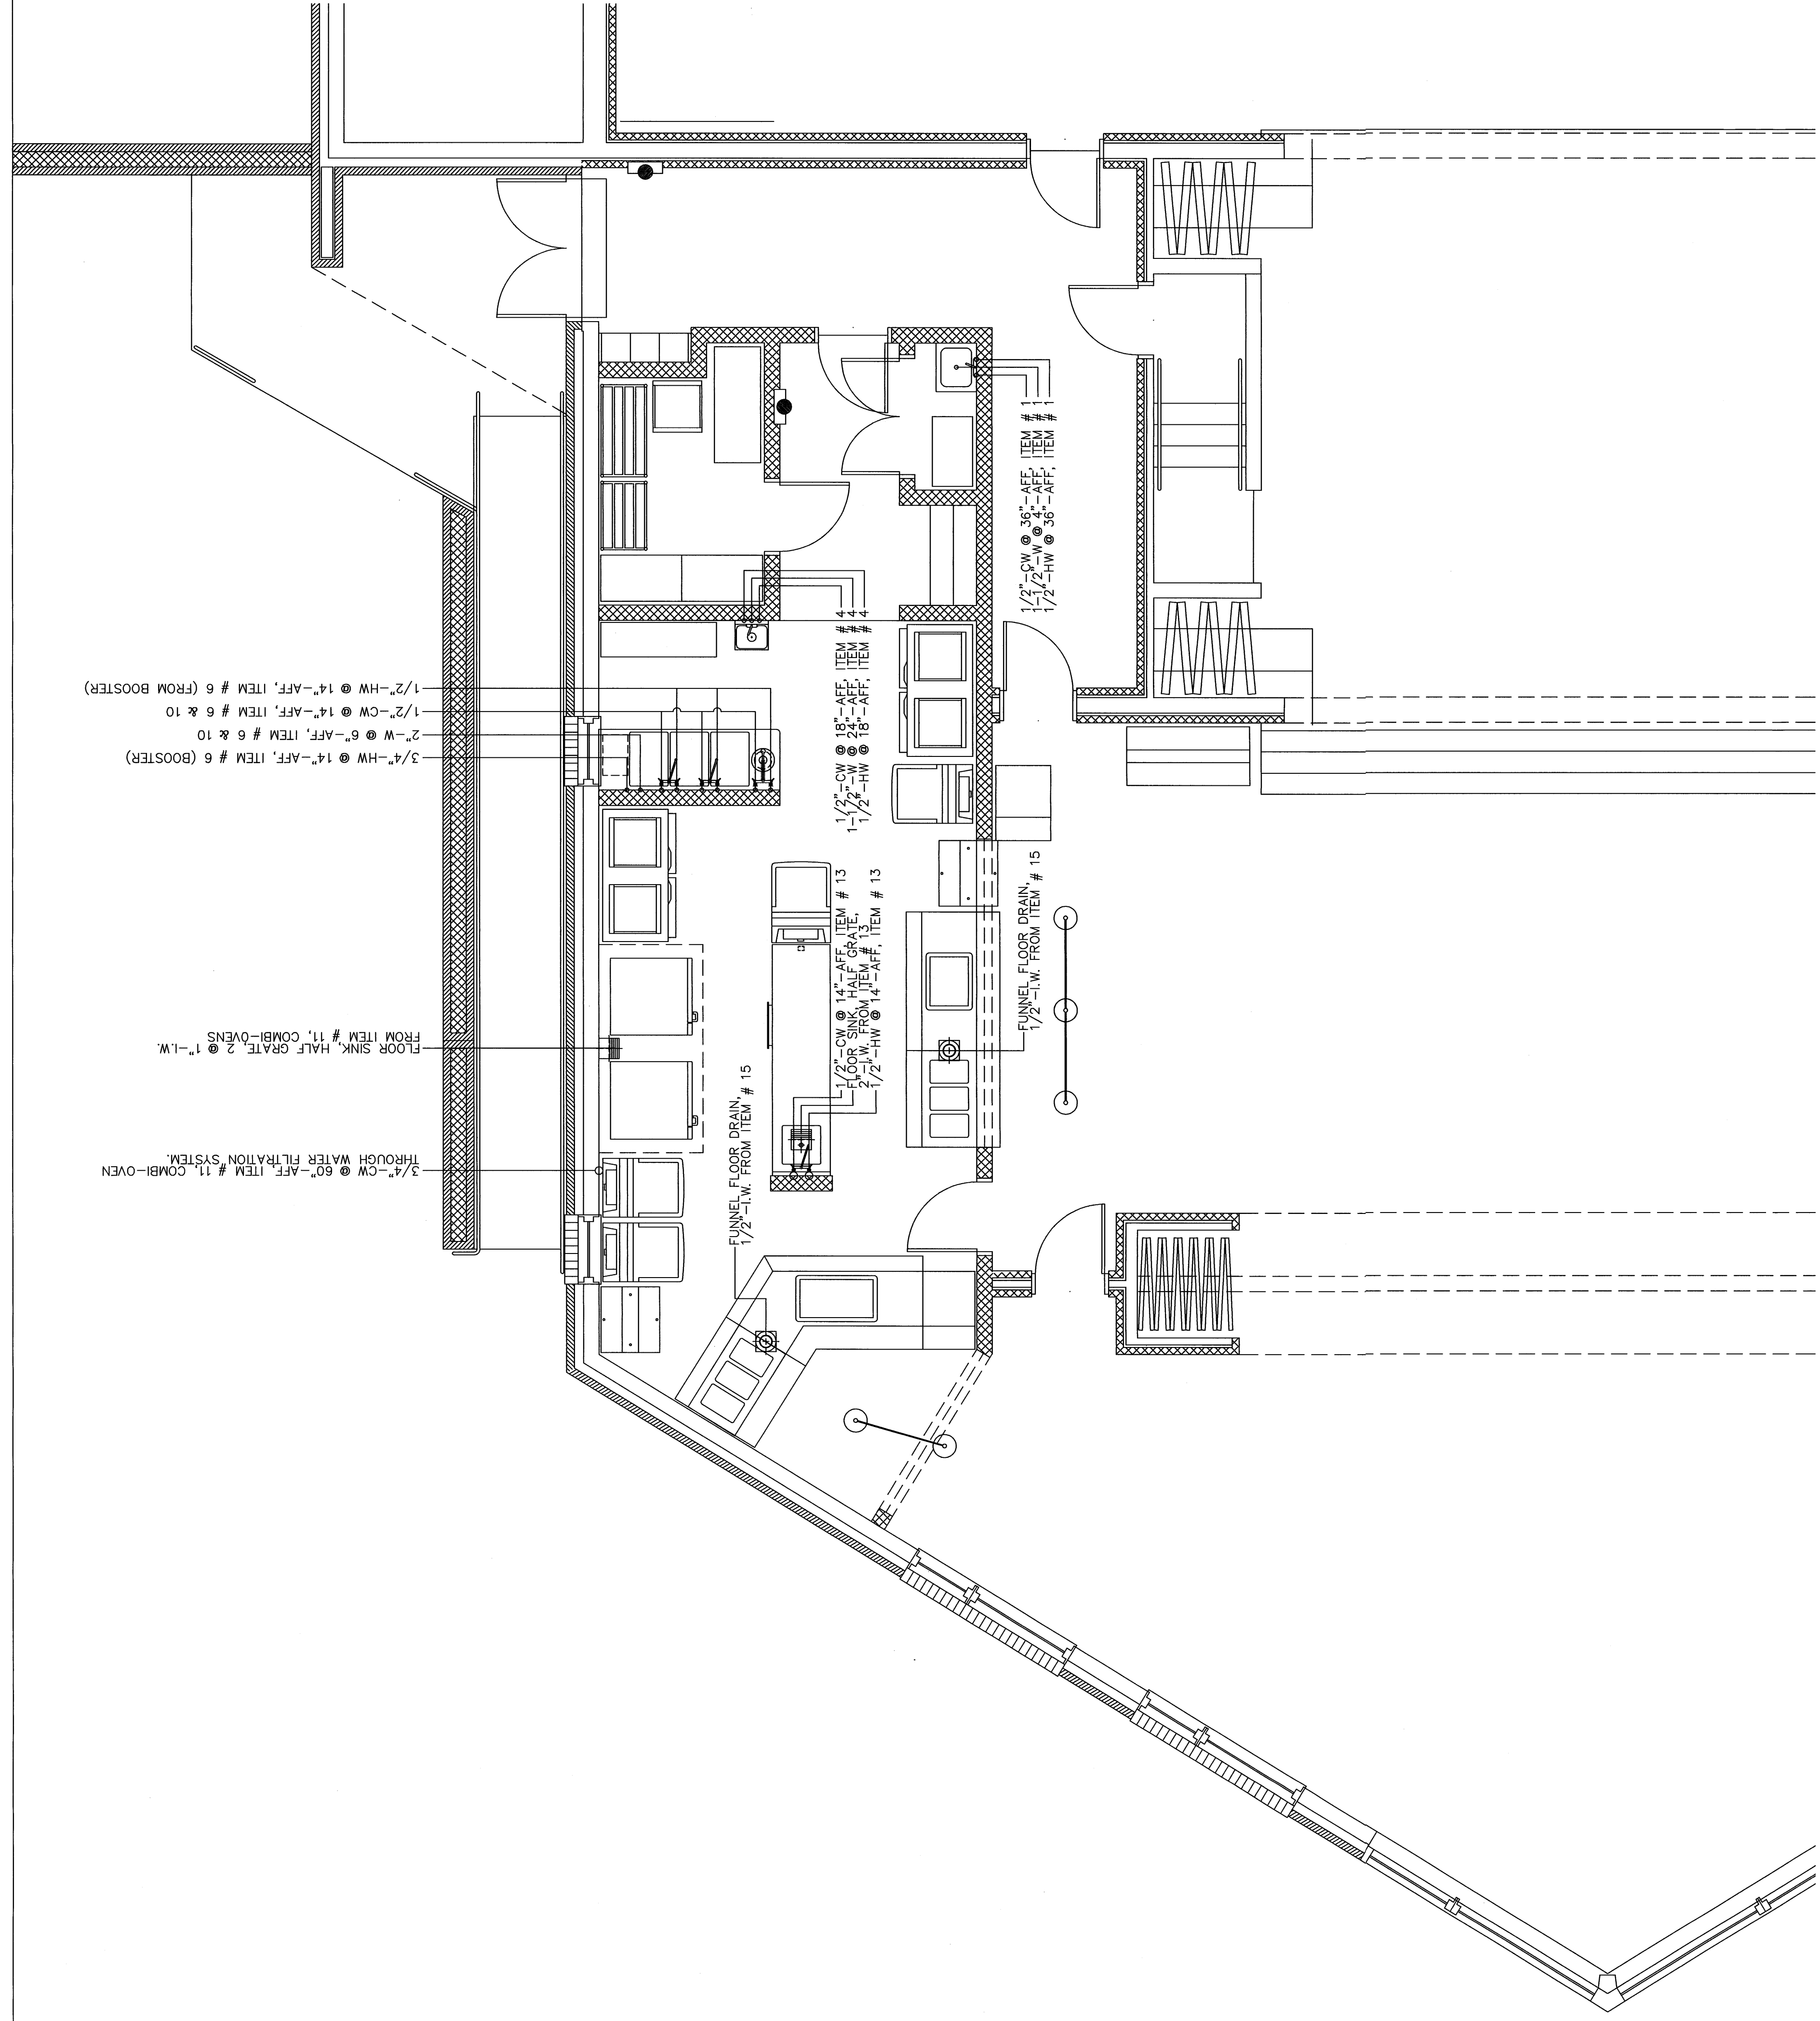 1/2"-HW @ 14"-AFF, ITEM # 6 (FROM BOOSTER)
1/2"-CW @ 14"-AFF, ITEM # 6 & 10
2"-W @ 6"-AFF, ITEM # 6 & 10
3/4"-HW @ 14"-AFF, ITEM # 6 (BOOSTER)
FLOOR SINK, HALF GRATE, 2 @ 1"-I.W.
FROM ITEM # 11, COMBI-OVENS
3/4"-CW @ 60"-AFF, ITEM # 11, COMBI-OVEN
THROUGH WATER FILTRATION SYSTEM.
1/2"-CW @ 36"-AFF, ITEM # 1
1-1/2"-W @ 4"-AFF, ITEM # 1
1/2"-HW @ 36"-AFF, ITEM # 1
1/2"-CW @ 18"-AFF, ITEM # 4
1-1/2"-W @ 24"-AFF, ITEM # 4
1/2"-HW @ 18"-AFF, ITEM # 4
1/2"-CW @ 14"-AFF, ITEM # 13
FLOOR SINK, HALF GRATE,
2"-I.W. FROM ITEM # 13
1/2"-HW @ 14"-AFF, ITEM # 13
FUNNEL FLOOR DRAIN,
1/2"-I.W. FROM ITEM # 15
FUNNEL FLOOR DRAIN,
1/2"-I.W. FROM ITEM # 15